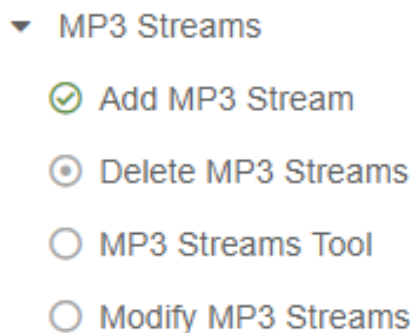 MP3 Streams
Add MP3 Stream
Delete MP3 Streams
MP3 Streams Tool
Modify MP3 Streams